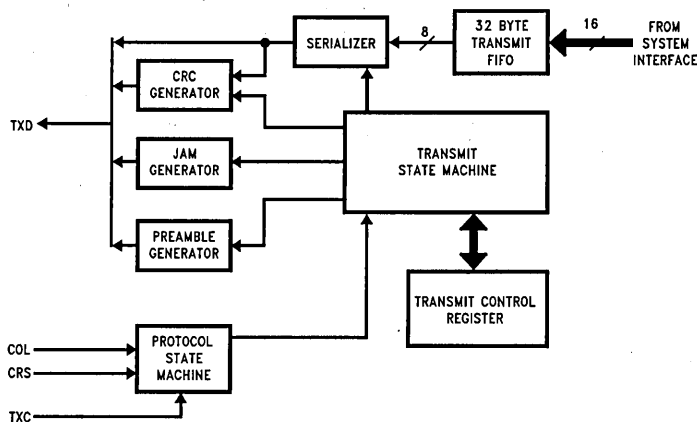 8
SERIALIZER
32 BYTE
TRANSMIT
FIFO
16
FROM
SYSTEM
INTERFACE
CRC
GENERATOR
TXD
JAM
GENERATOR
TRANSMIT
STATE MACHINE
PREAMBLE
GENERATOR
TRANSMIT CONTROL
REGISTER
PROTOCOL
STATE
MACHINE
COL
CRS
TXC